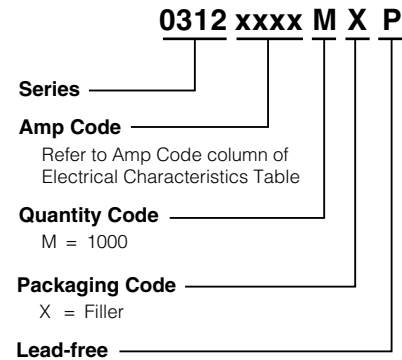 0312 xxxx M X P
Series
Amp Code
Refer to Amp Code column of
Electrical Characteristics Table
Quantity Code
M = 1000
Packaging Code
X = Filler
Lead-free